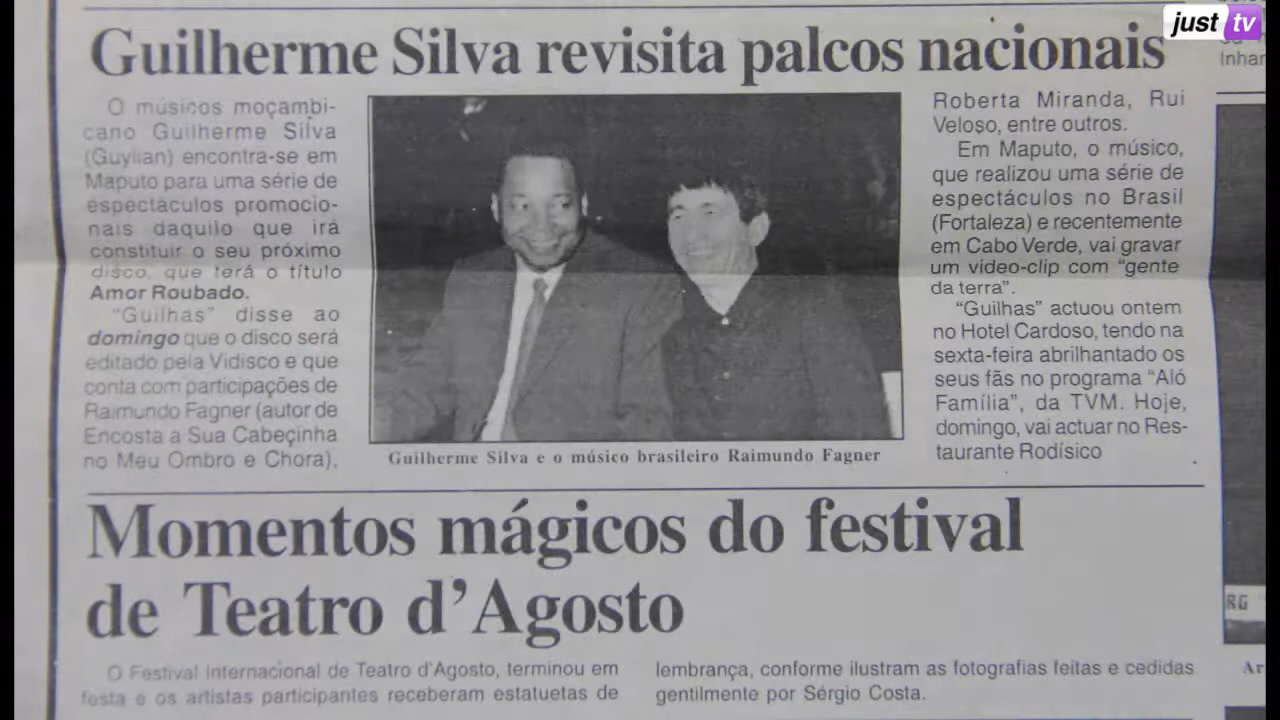 just tv
Guilherme Silva revisita palcos nacionais
O músicos moçambi-
cano Guilherme Silva
(Guylian) encontra-se em
Maputo para uma série de
espectáculos promocio-
nais daquilo que irá
constituir o seu próximo
disco, que terá o título
Amor Roubado.
"Guilhas" disse ao
domingo que o disco será
editado pela Vidisco e que
conta com participações de
Raimundo Fagner (autor de
Encosta a Sua Cabeçinha
no Meu Ombro e Chora),
Guilherme Silva e o músico brasileiro Raimundo Fagner
Roberta Miranda, Rui
Veloso, entre outros.
Em Maputo, o músico,
que realizou uma série de
espectáculos no Brasil
(Fortaleza) e recentemente
em Cabo Verde, vai gravar
um video-clip com "gente
da terra".
"Guilhas" actuou ontem
no Hotel Cardoso, tendo na
sexta-feira abrilhantado os
seus fãs no programa "Aló
Família", da TVM. Hoje,
domingo, vai actuar no Res-
taurante Rodísico
Momentos mágicos do festival
de Teatro d'Agosto
O Festival Internacional de Teatro d'Agosto, terminou em
festa e os artistas participantes receberam estatuetas de
lembrança, conforme ilustram as fotografias feitas e cedidas
gentilmente por Sérgio Costa.
RG
Ar